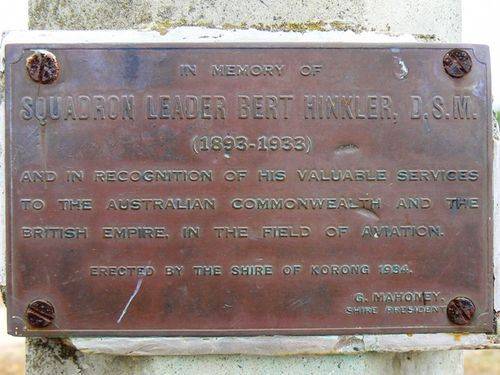 IN MEMORY OF
SQUADRON LEADER BERT HINKLER, D.S.M.
(1893-1933)
AND IN RECOGNITION OF HIS VALUABLE SERVICES
TO THE AUSTRALIAN COMMONWEALTH AND THE
BRITISH EMPIRE, IN THE FIELD OF AVIATION.
ERECTED BY THE SHIRE OF KORONG 1934.
G. MAHONEY.
SHIRE PRESIDENT